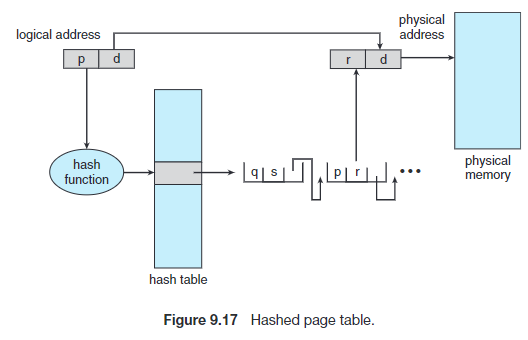 logical address
physical
address
p d
r d
hash
function
q s
p r
•••
physical
memory
hash table
Figure 9.17 Hashed page table.